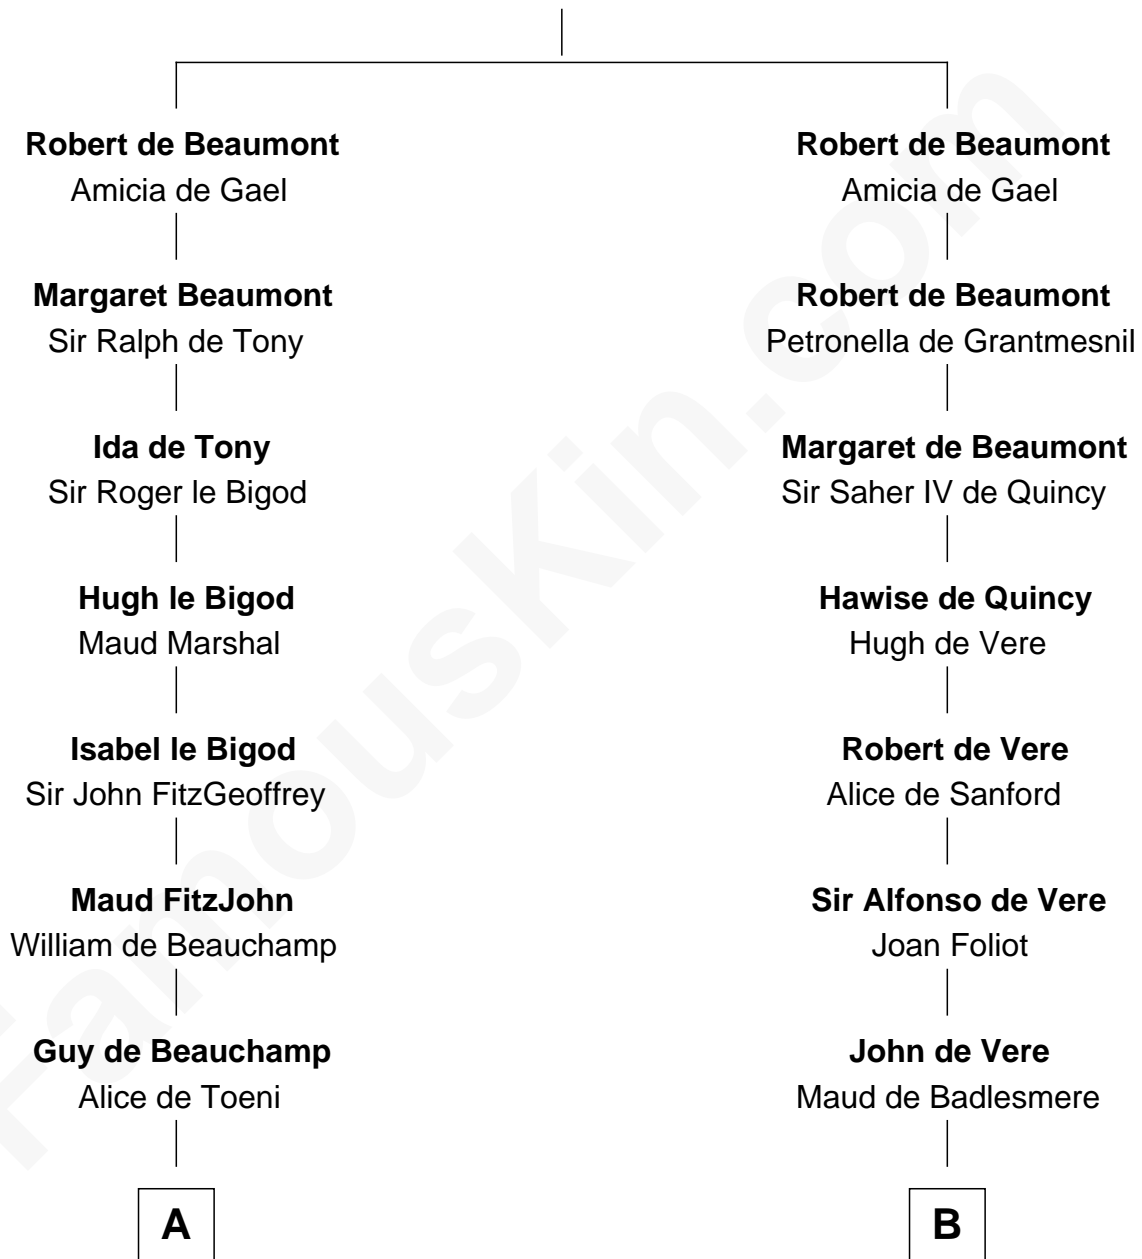 Robert de Beaumont
Amicia de Gael
Margaret Beaumont
Sir Ralph de Tony
Ida de Tony
Sir Roger le Bigod
Hugh le Bigod
Maud Marshal
Isabel le Bigod
Sir John FitzGeoffrey
Maud FitzJohn
William de Beauchamp
Guy de Beauchamp
Alice de Toeni
A
Robert de Beaumont
Amicia de Gael
Robert de Beaumont
Petronella de Grantmesnil
Margaret de Beaumont
Sir Saher IV de Quincy
Hawise de Quincy
Hugh de Vere
Robert de Vere
Alice de Sanford
Sir Alfonso de Vere
Joan Foliot
John de Vere
Maud de Badlesmere
B
FamousKin.com